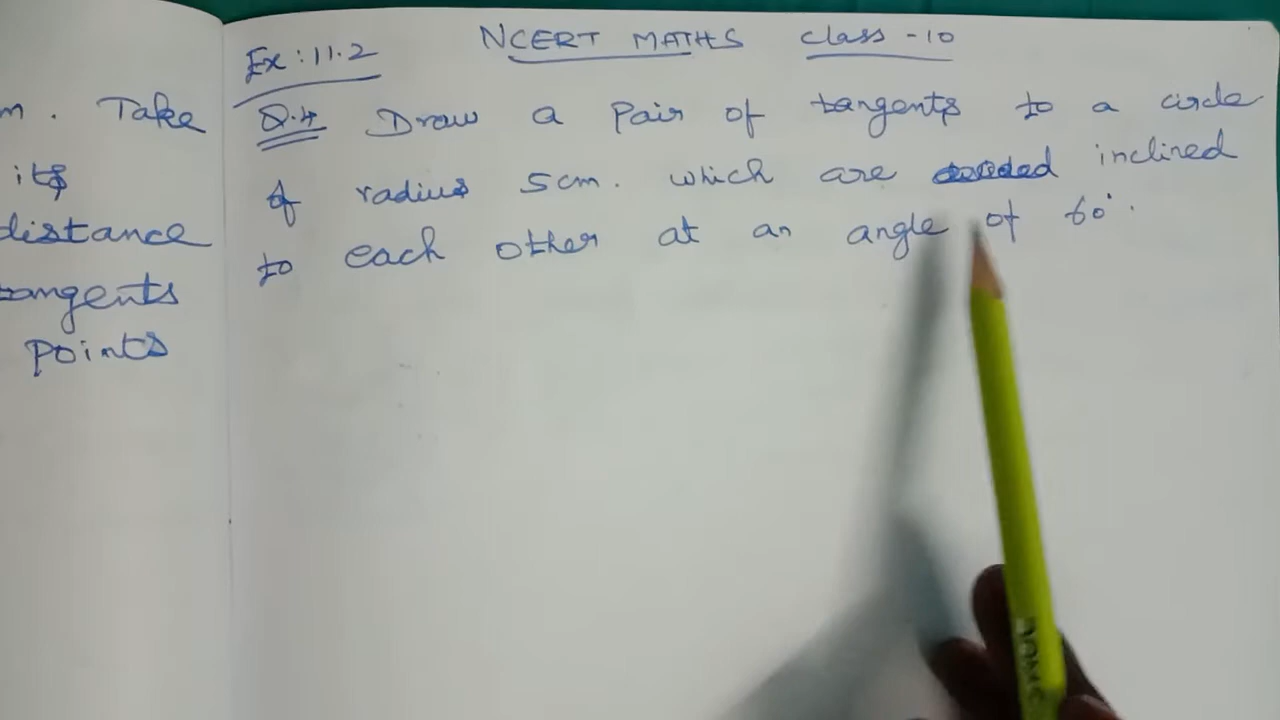 m. Take
its
distance
tangents
points
Ex: 11.2
NCERT MATHS class -10
Q.4 Draw a pair of tangents to a circle
of radius 5cm. which are inclined
to each other at an angle of 60°.